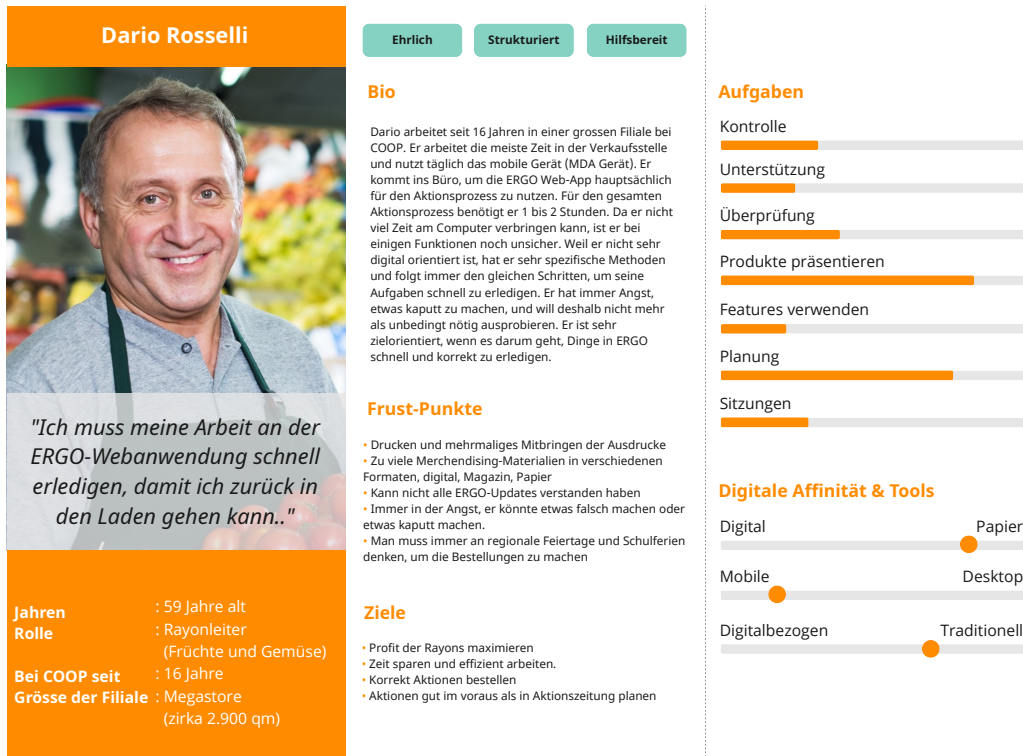 Dario Rosselli
"Ich muss meine Arbeit an der
ERGO-Webanwendung schnell
erledigen, damit ich zurück in
den Laden gehen kann.."
Jahren : 59 Jahre alt
Rolle : Rayonleiter
(Früchte und Gemüse)
Bei COOP seit : 16 Jahre
Grösse der Filiale : Megastore
(zirka 2.900 qm)
Ehrlich
Strukturiert
Hilfsbereit
Bio
Dario arbeitet seit 16 Jahren in einer grossen Filiale bei
COOP. Er arbeitet die meiste Zeit in der Verkaufsstelle
und nutzt täglich das mobile Gerät (MDA Gerät). Er
kommt ins Büro, um die ERGO Web-App hauptsächlich
für den Aktionsprozess zu nutzen. Für den gesamten
Aktionsprozess benötigt er 1 bis 2 Stunden. Da er nicht
viel Zeit am Computer verbringen kann, ist er bei
einigen Funktionen noch unsicher. Weil er nicht sehr
digital orientiert ist, hat er sehr spezifische Methoden
und folgt immer den gleichen Schritten, um seine
Aufgaben schnell zu erledigen. Er hat immer Angst,
etwas kaputt zu machen, und will deshalb nicht mehr
als unbedingt nötig ausprobieren. Er ist sehr
zielorientiert, wenn es darum geht, Dinge in ERGO
schnell und korrekt zu erledigen.
Frust-Punkte
• Drucken und mehrmaliges Mitbringen der Ausdrucke
• Zu viele Merchendising-Materialien in verschiedenen
Formaten, digital, Magazin, Papier
• Kann nicht alle ERGO-Updates verstanden haben
• Immer in der Angst, er könnte etwas falsch machen oder
etwas kaputt machen.
• Man muss immer an regionale Feiertage und Schulferien
denken, um die Bestellungen zu machen
Ziele
• Profit der Rayons maximieren
• Zeit sparen und effizient arbeiten.
• Korrekt Aktionen bestellen
• Aktionen gut im voraus als in Aktionszeitung planen
Aufgaben
Kontrolle
Unterstützung
Überprüfung
Produkte präsentieren
Features verwenden
Planung
Sitzungen
Digitale Affinität & Tools
Digital Papier
Mobile Desktop
Digitalbezogen Traditionell